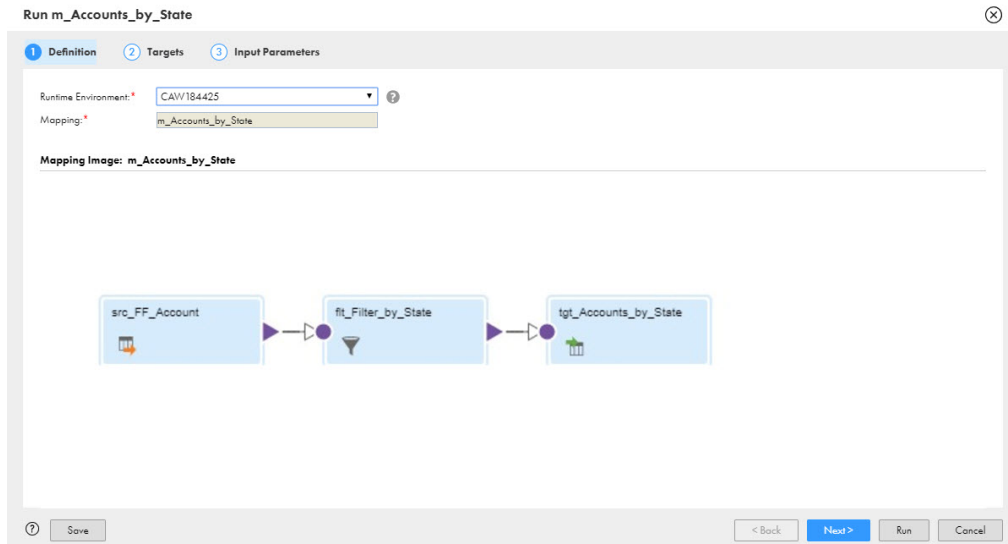 Run m_Accounts_by_State
1 Definition 2 Targets 3 Input Parameters
Runtime Environment:* CAW184425
Mapping:* m_Accounts_by_State
Mapping Image: m_Accounts_by_State
src_FF_Account flt_Filter_by_State tgt_Accounts_by_State
? Save < Back Next > Run Cancel